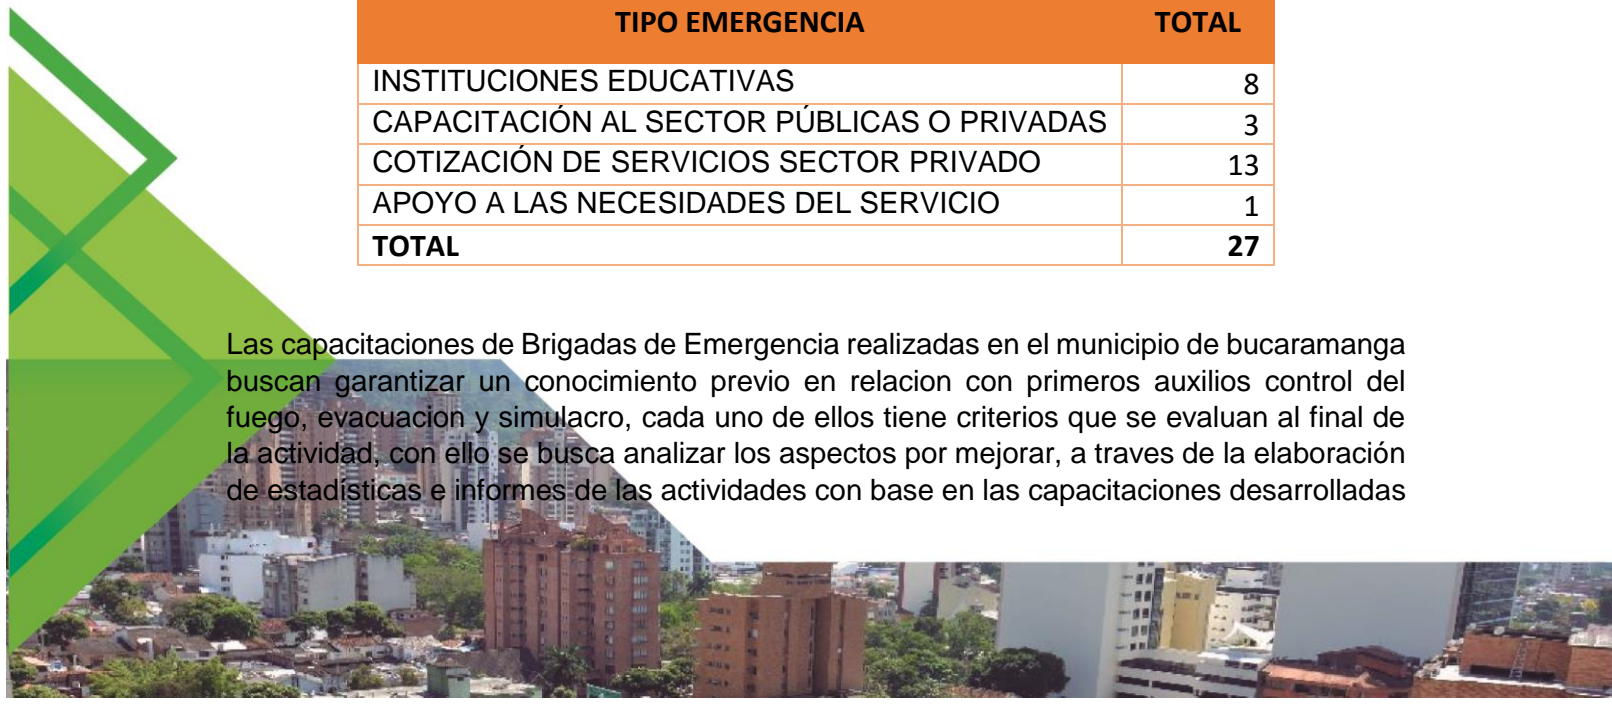 TIPO EMERGENCIA TOTAL
INSTITUCIONES EDUCATIVAS 8
CAPACITACIÓN AL SECTOR PÚBLICAS O PRIVADAS 3
COTIZACIÓN DE SERVICIOS SECTOR PRIVADO 13
APOYO A LAS NECESIDADES DEL SERVICIO 1
TOTAL 27
Las capacitaciones de Brigadas de Emergencia realizadas en el municipio de bucaramanga
buscan garantizar un conocimiento previo en relacion con primeros auxilios control del
fuego, evacuacion y simulacro, cada uno de ellos tiene criterios que se evaluan al final de
la actividad, con ello se busca analizar los aspectos por mejorar, a traves de la elaboración
de estadísticas e informes de las actividades con base en las capacitaciones desarrolladas